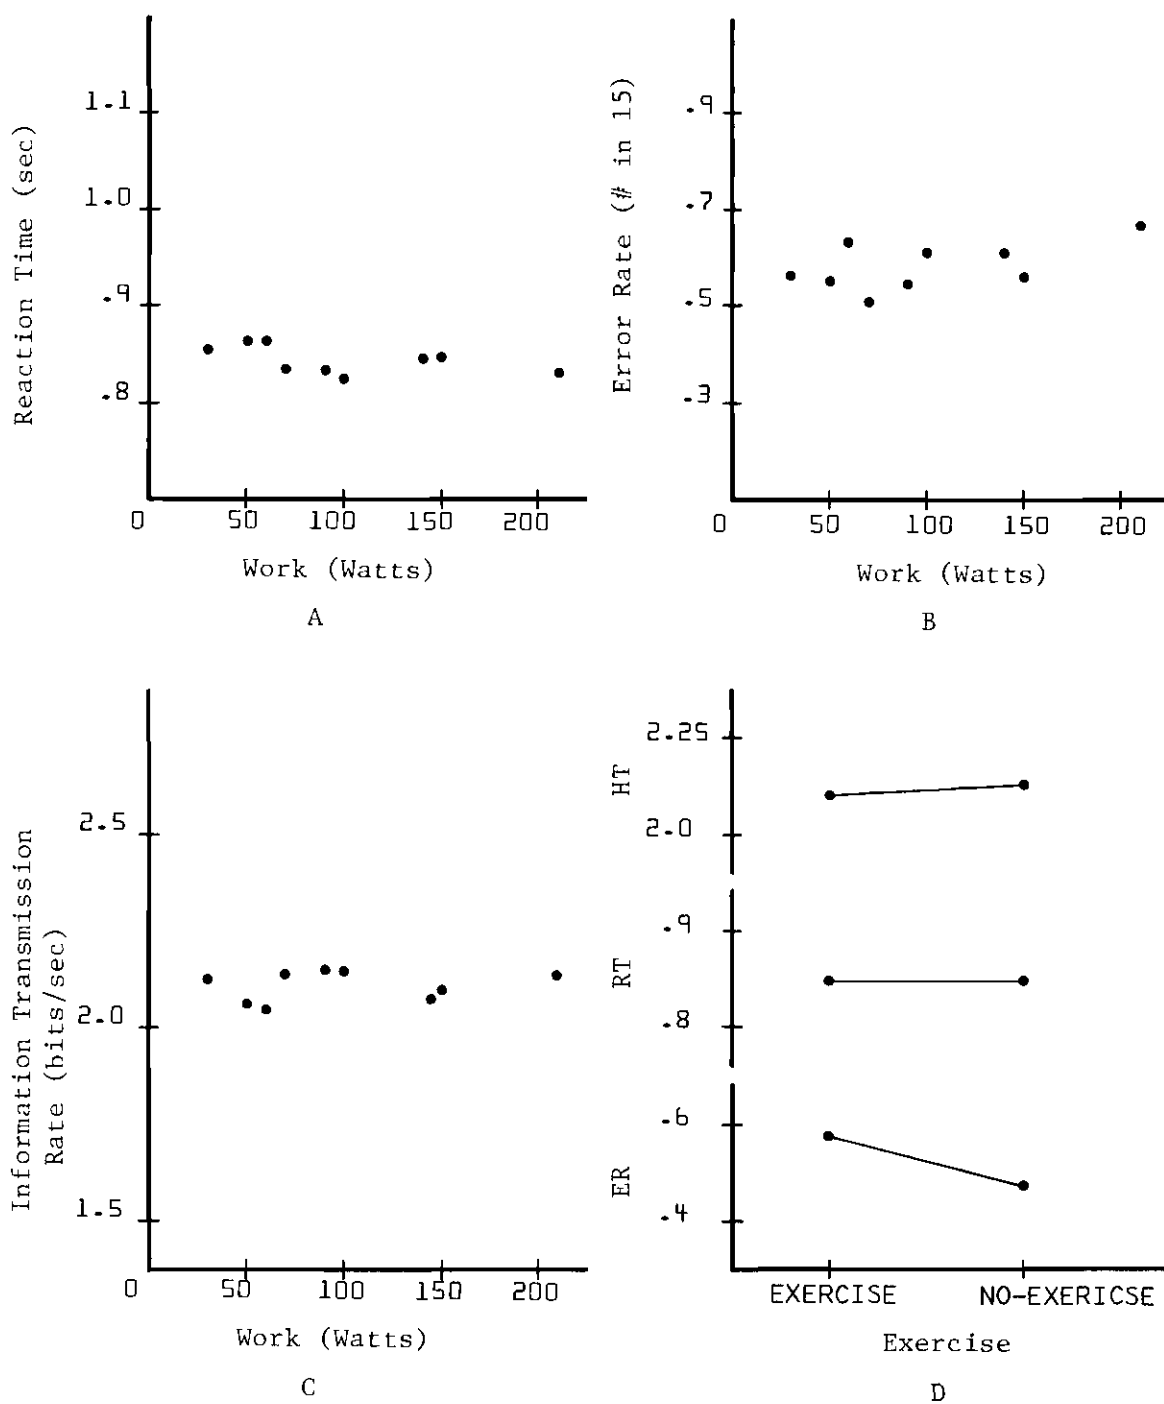 Reaction Time (sec)
1.1
1.0
.9
.8
0
50
100
150
200
Work (Watts)
A
Error Rate (# in 15)
.9
.7
.5
.3
0
50
100
150
200
Work (Watts)
B
Information Transmission
Rate (bits/sec)
2.5
2.0
1.5
0
50
100
150
200
Work (Watts)
C
HT
2.25
2.0
RT
.9
.8
ER
.6
.4
EXERCISE
NO-EXERICSE
Exercise
D